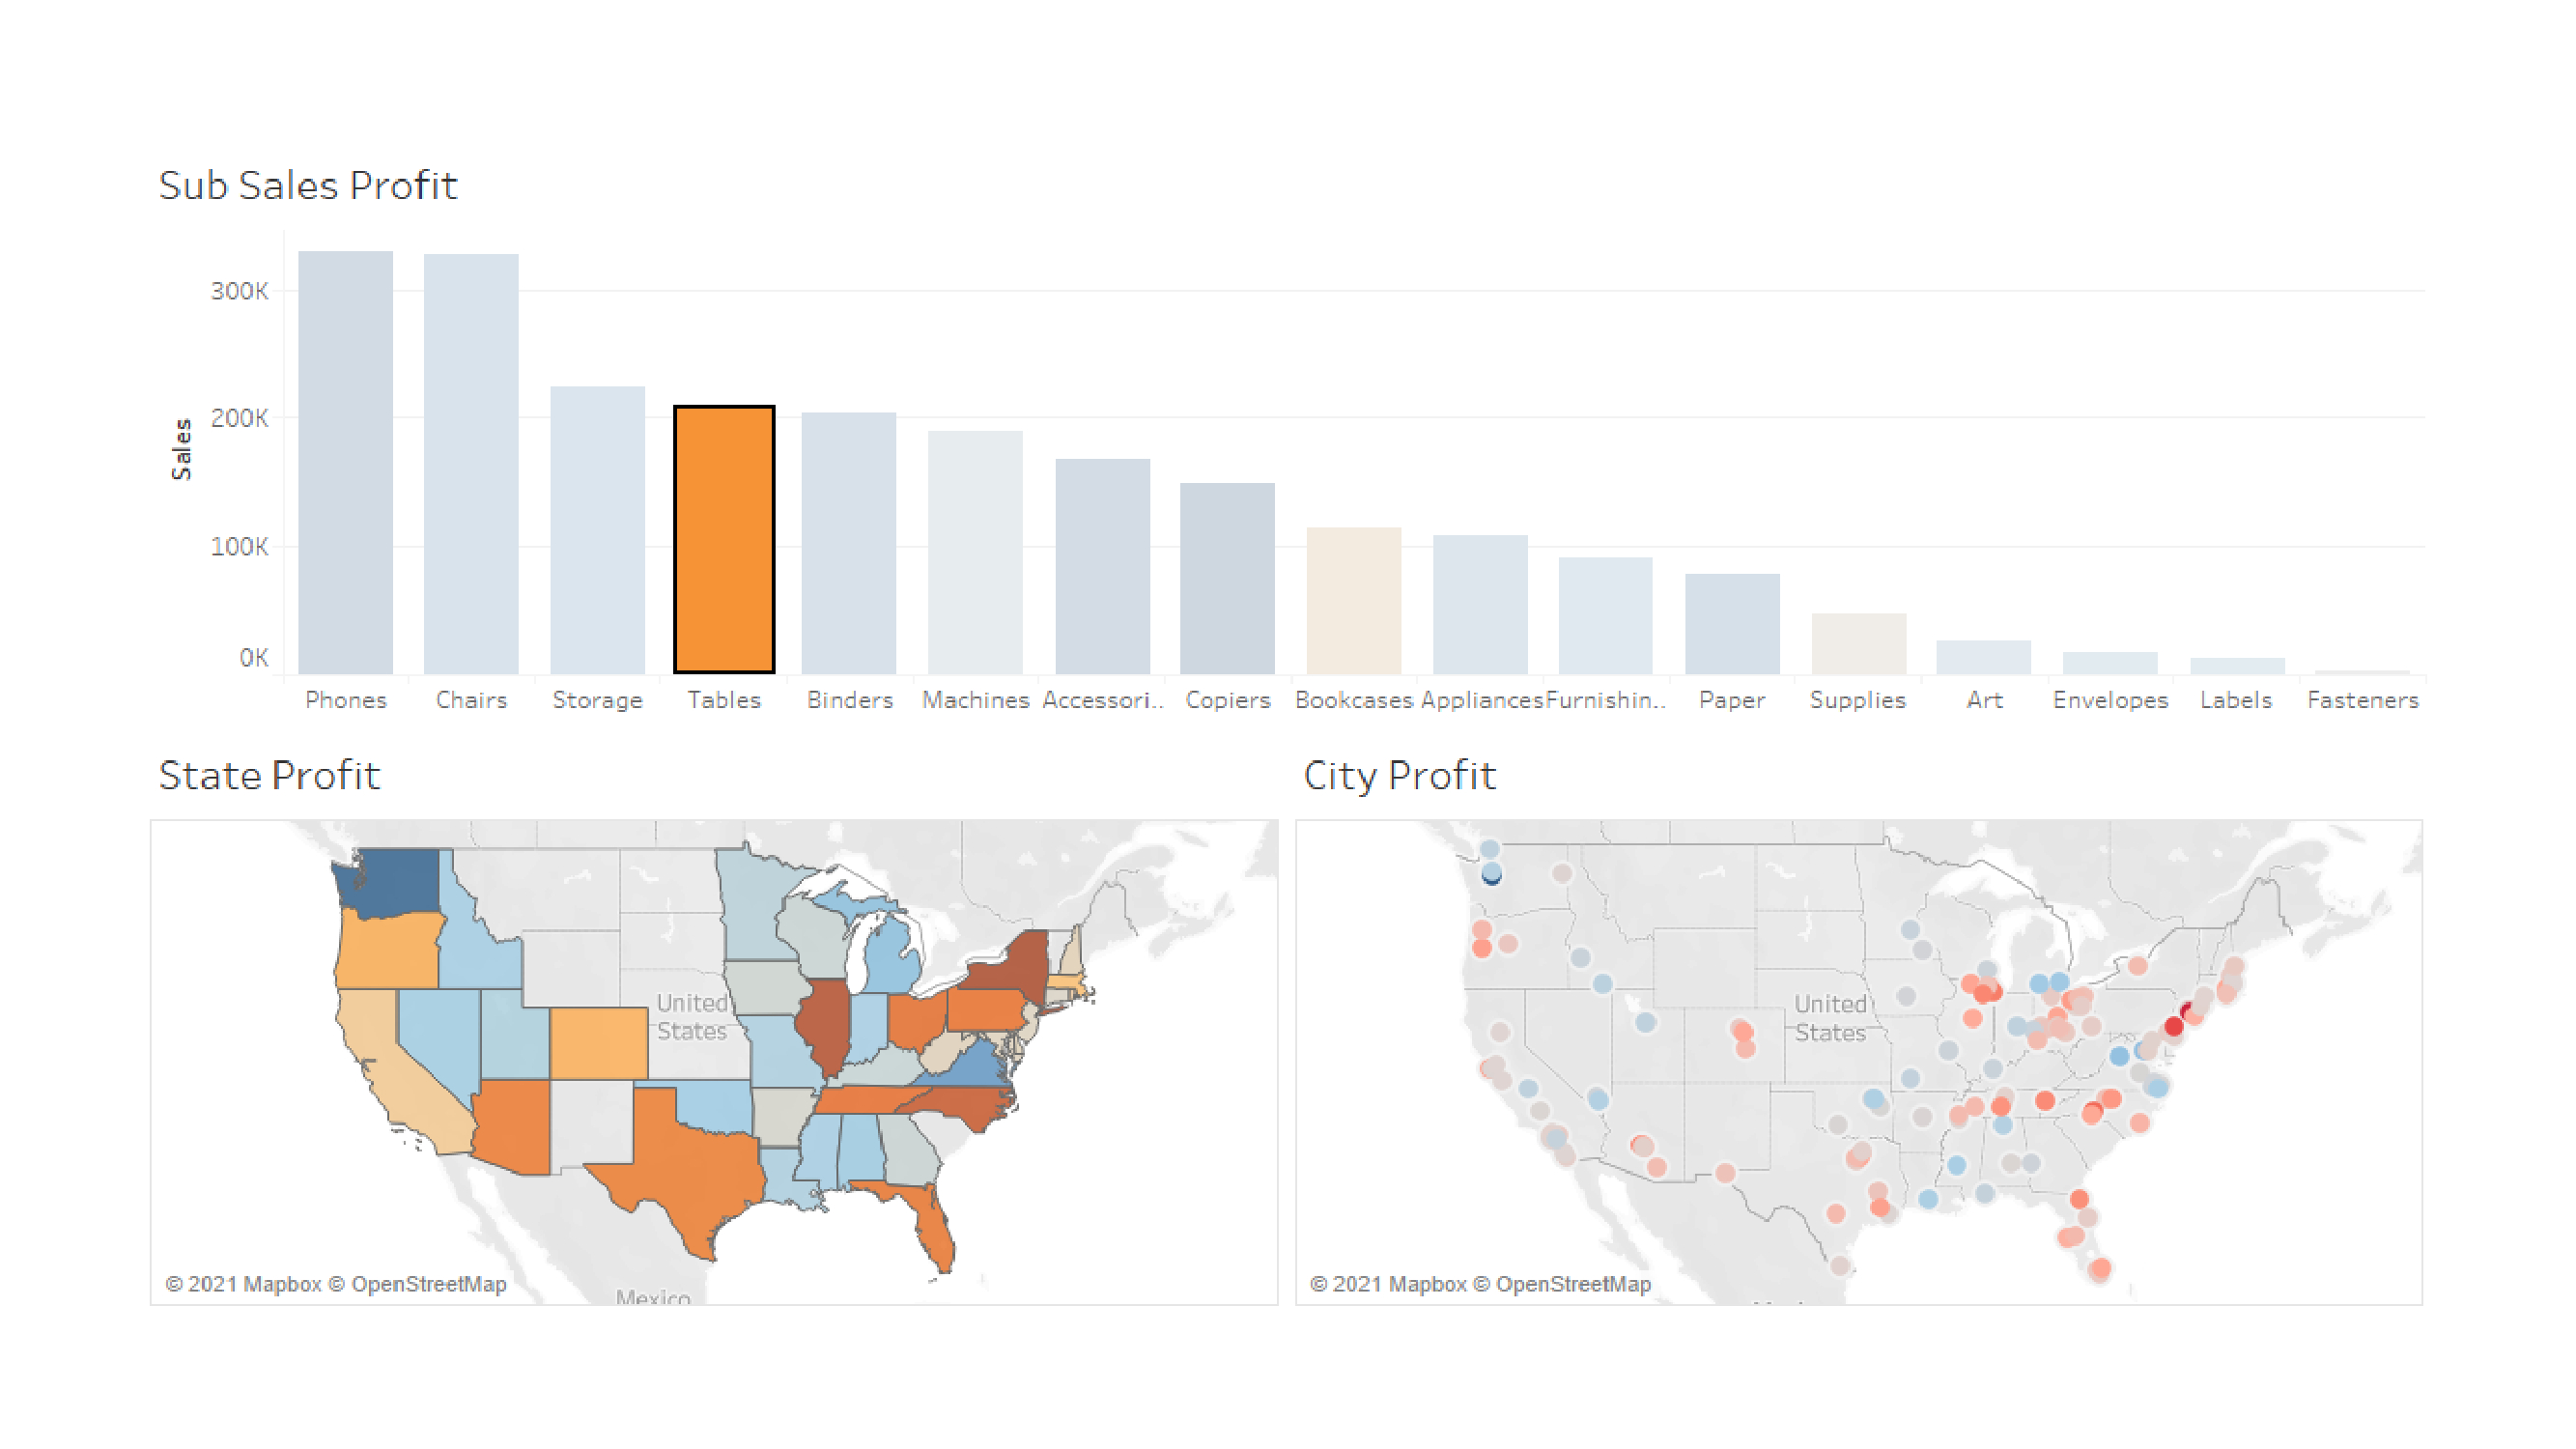 Sub Sales Profit
Sales
300K
200K
100K
0K
Phones
Chairs
Storage
Tables
Binders
Machines
Accessori..
Copiers
Bookcases
Appliances
Furnishin..
Paper
Supplies
Art
Envelopes
Labels
Fasteners
State Profit
United
States
Mexico
© 2021 Mapbox © OpenStreetMap
City Profit
United
States
© 2021 Mapbox © OpenStreetMap